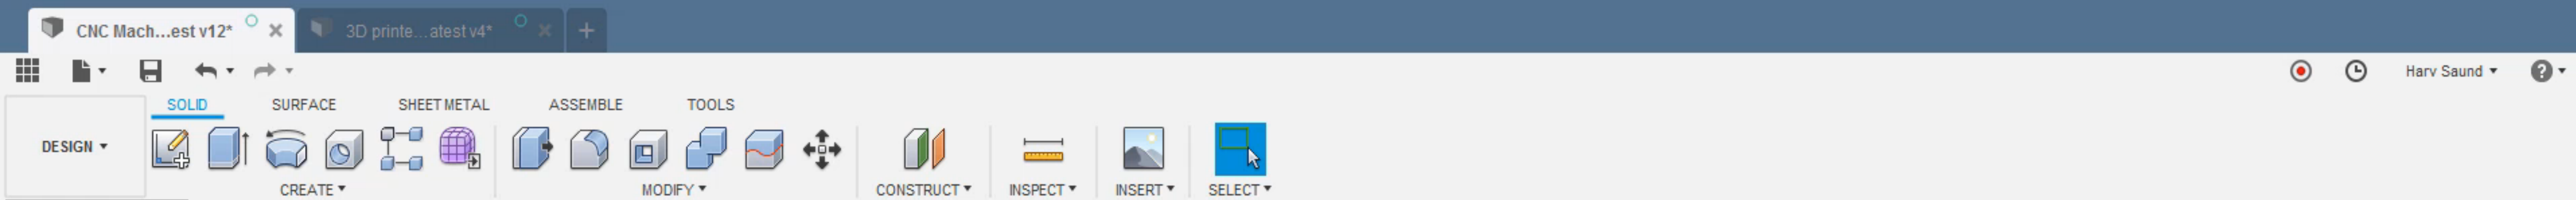 CNC Mach...est v12*
3D printe...atest v4*
Harv Saund
SOLID SURFACE SHEET METAL ASSEMBLE TOOLS
DESIGN
CREATE MODIFY CONSTRUCT INSPECT INSERT SELECT